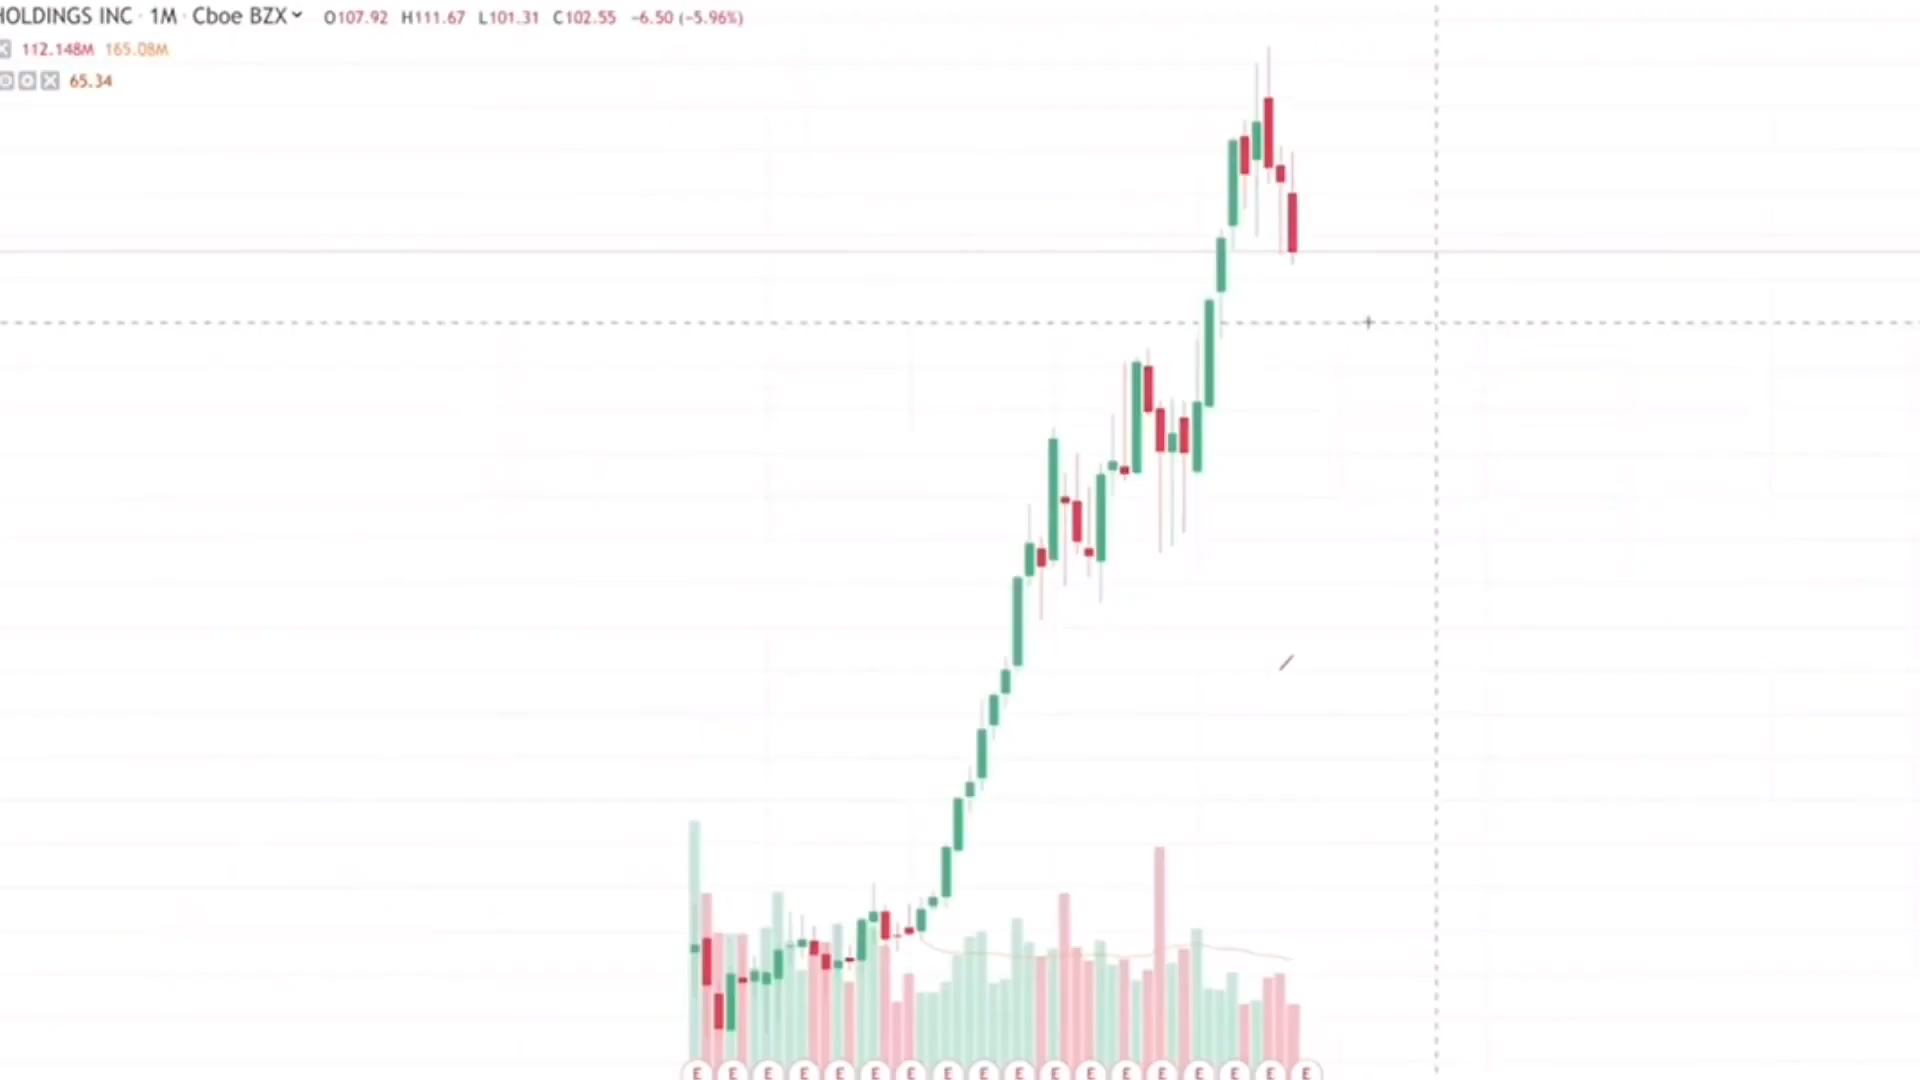 HOLDINGS INC · 1M · Cboe BZX O107.92 H111.67 L101.31 C102.55 −6.50 (−5.96%)
112.148M 165.08M
65.34
E E E E E E E E E E E E E E E E E E